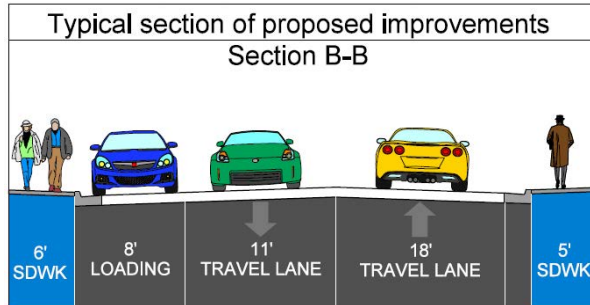 Typical section of proposed improvements
Section B-B
6' 8' 11' 18' 5'
SDWK LOADING TRAVEL LANE TRAVEL LANE SDWK